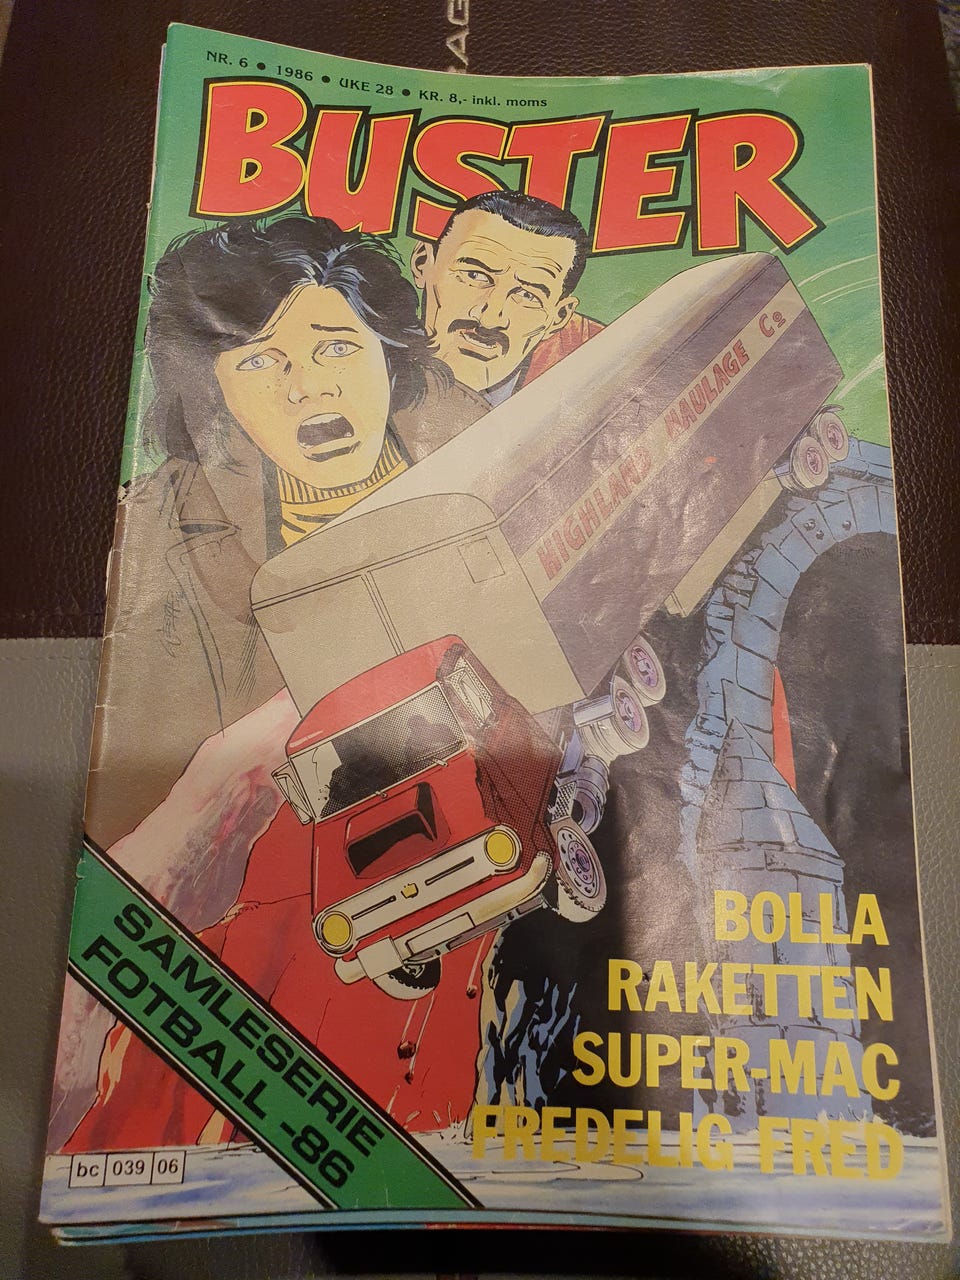 NR. 6 • 1986 • UKE 28 • KR. 8,- inkl. moms
BUSTER
HIGHLAND HAULAGE Cº
BOLLA
RAKETTEN
SUPER-MAC
FREDELIG FRED
SAMLESERIE
FOTBALL -86
bc 039 06